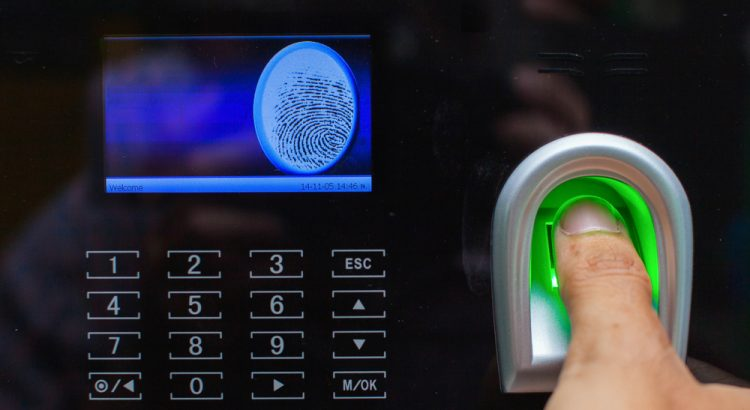 Welcome 14-11-05 14:46
1 2 3 ESC
4 5 6 ▲
7 8 9 ▼
◎/◀ 0 ▶ M/OK